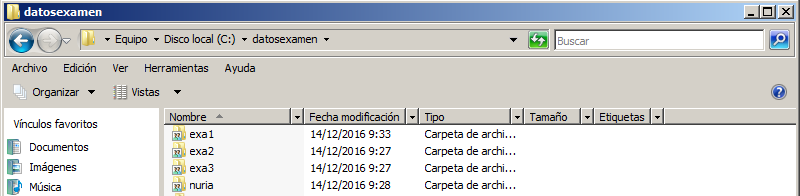 datosexamen
Equipo Disco local (C:) datosexamen Buscar
Archivo Edición Ver Herramientas Ayuda
Organizar Vistas
Vínculos favoritos
Documentos
Imágenes
Música
Nombre Fecha modificación Tipo Tamaño Etiquetas
exa1 14/12/2016 9:33 Carpeta de archi...
exa2 14/12/2016 9:27 Carpeta de archi...
exa3 14/12/2016 9:27 Carpeta de archi...
nuria 14/12/2016 9:28 Carpeta de archi...